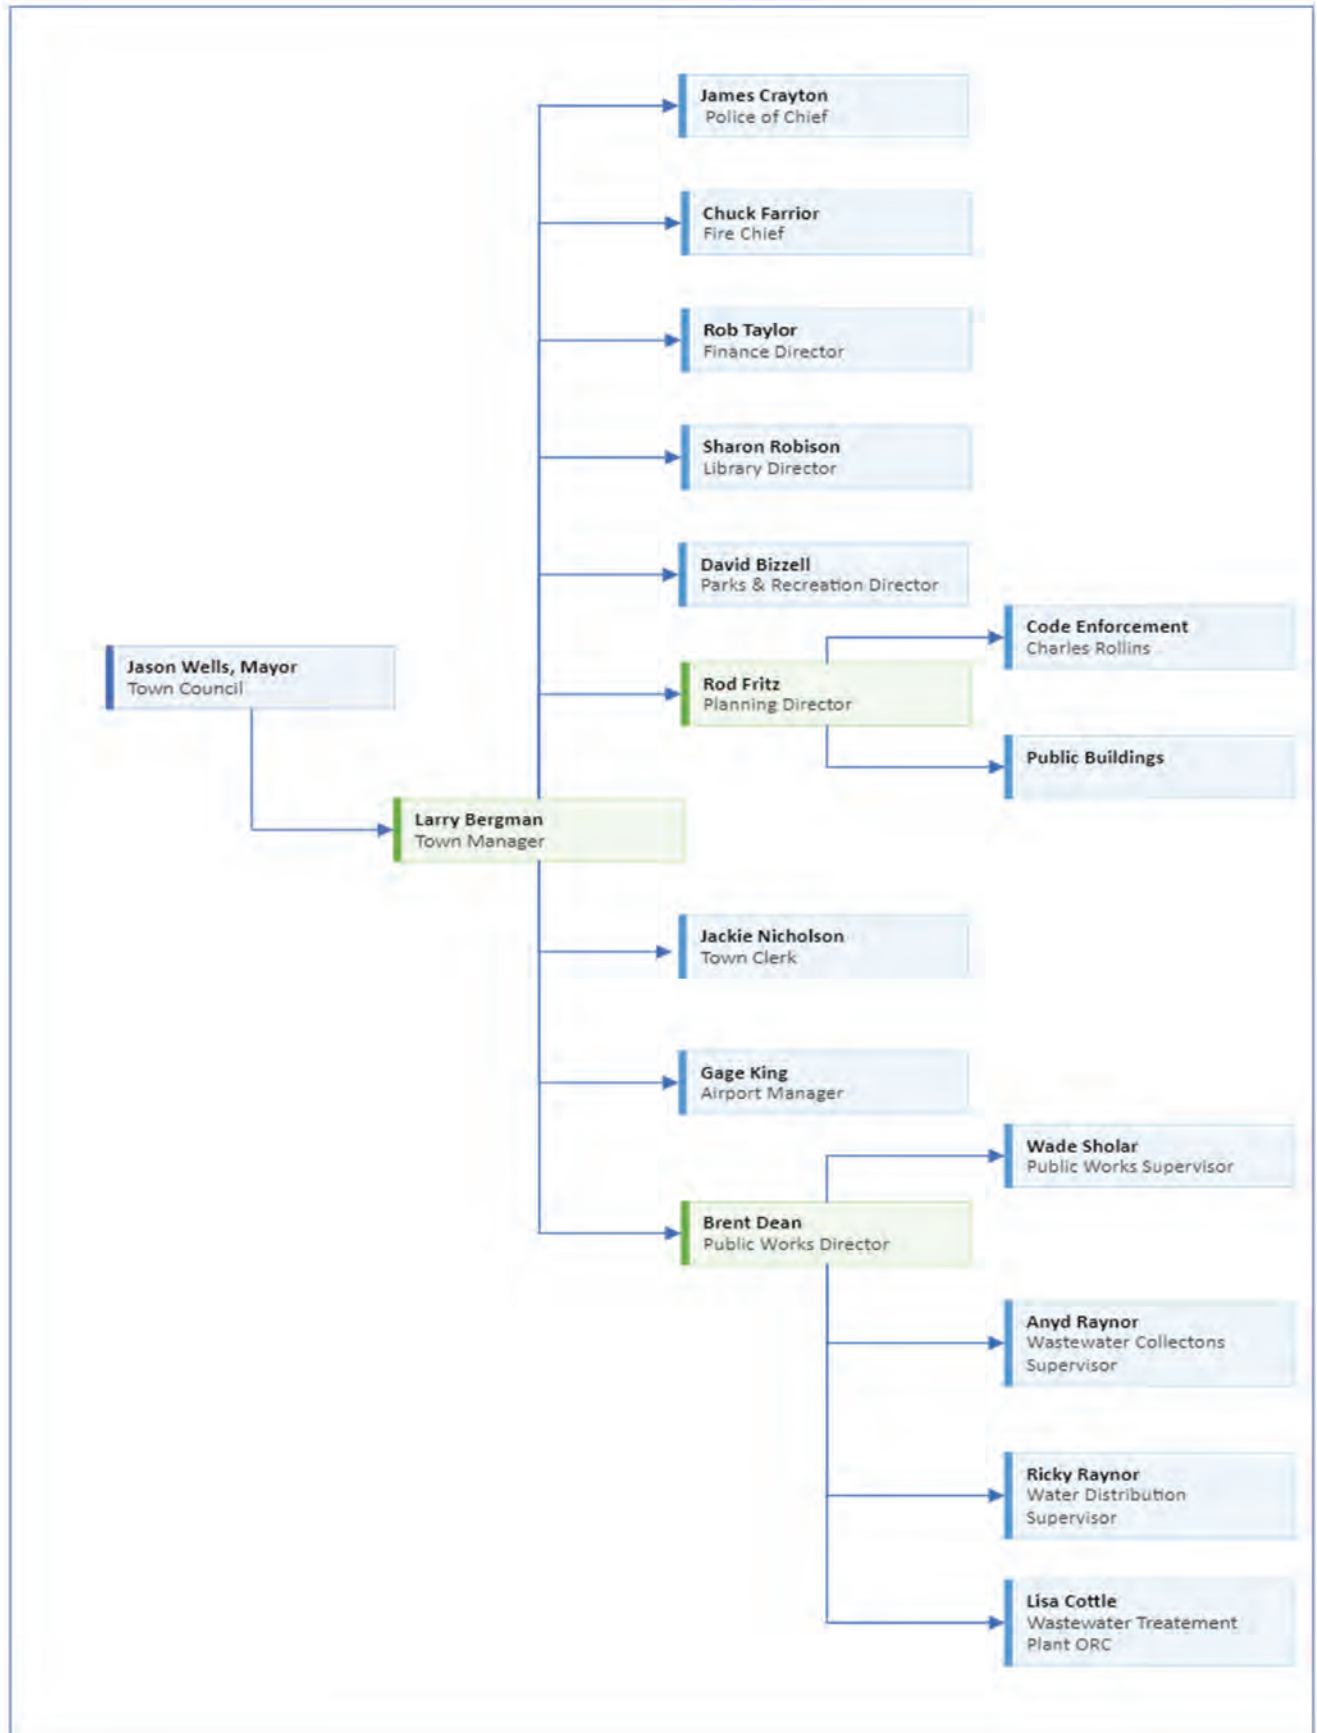 James Crayton
Police of Chief
Chuck Farrior
Fire Chief
Rob Taylor
Finance Director
Sharon Robison
Library Director
David Bizzell
Parks & Recreation Director
Code Enforcement
Charles Rollins
Jason Wells, Mayor
Town Council
Rod Fritz
Planning Director
Public Buildings
Larry Bergman
Town Manager
Jackie Nicholson
Town Clerk
Gage King
Airport Manager
Wade Sholar
Public Works Supervisor
Brent Dean
Public Works Director
Anyd Raynor
Wastewater Collectons
Supervisor
Ricky Raynor
Water Distribution
Supervisor
Lisa Cottle
Wastewater Treatement
Plant ORC